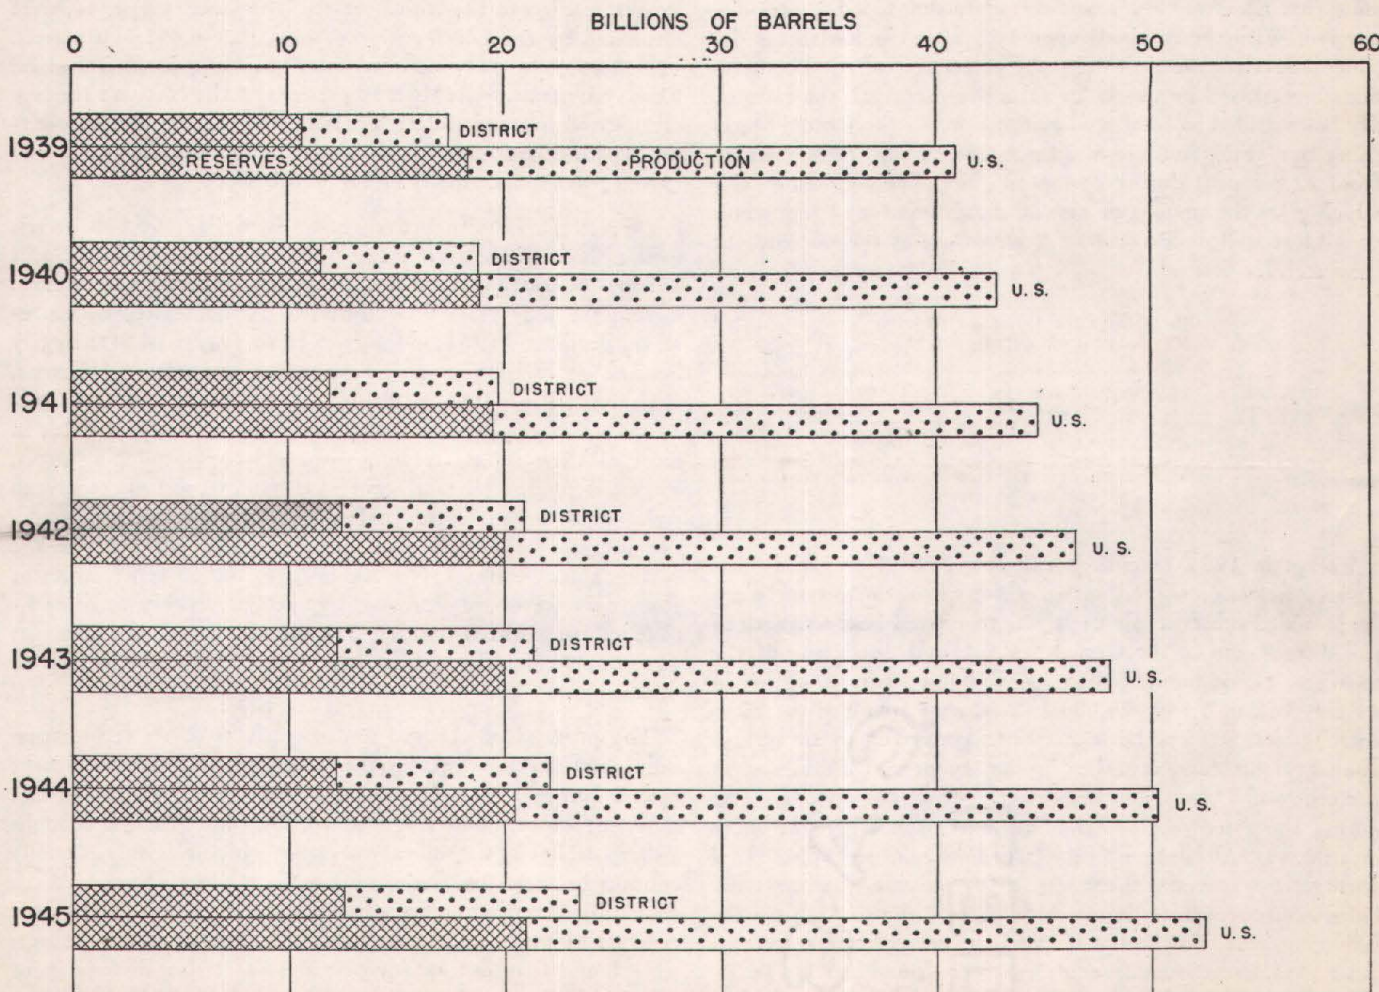 BILLIONS OF BARRELS
0 10 20 30 40 50 60
DISTRICT
1939
RESERVES PRODUCTION U.S.
DISTRICT
1940
U.S.
DISTRICT
1941
U.S.
DISTRICT
1942
U.S.
DISTRICT
1943
U.S.
DISTRICT
1944
U.S.
DISTRICT
1945
U.S.